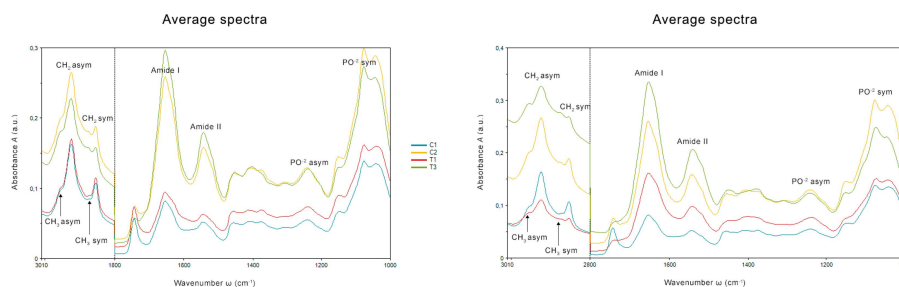 Average spectra
0,3
0,2
0,1
0,0
Absorbance A (a.u.)
CH2 asym
CH2 sym
CH3 asym
CH3 sym
Amide I
Amide II
PO-2 asym
PO-2 sym
3010
1800
1600
1400
1200
1000
Wavenumber ω (cm-1)
C1
C2
T1
T3
Average spectra
0,4
0,3
0,2
0,1
0,0
Absorbance A (a.u.)
CH2 asym
CH2 sym
CH3 asym
CH3 sym
Amide I
Amide II
PO-2 asym
PO-2 sym
3010
2800
1600
1400
1200
Wavenumber ω (cm-1)